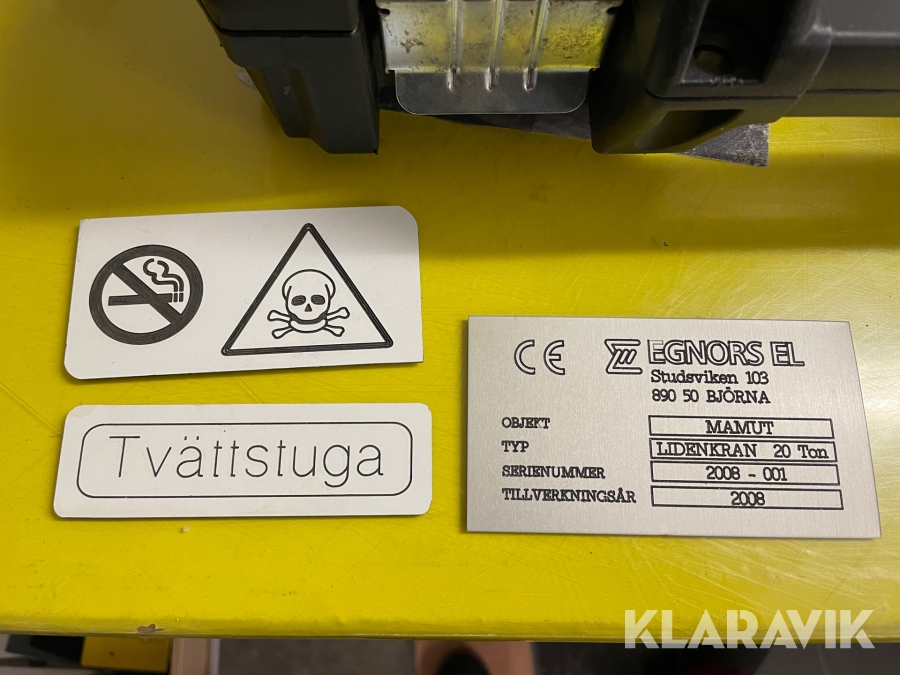 Tvättstuga
CE EGNORS EL
Studsviken 103
890 50 BJÖRNA
OBJEKT MAMUT
TYP LIDENKRAN 20 Ton
SERIENUMMER 2008 - 001
TILLVERKNINGSÅR 2008
KLARAVIK